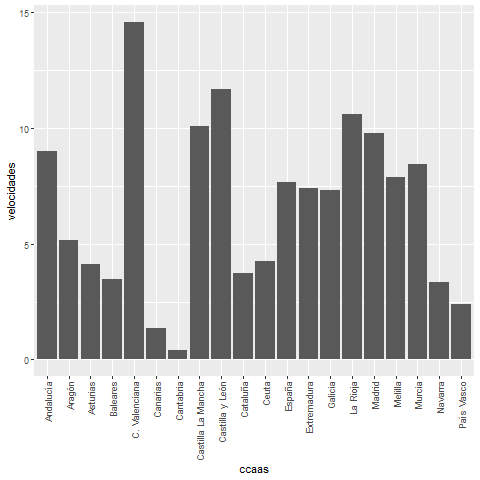 15
10
5
0
velocidades
Andalucía
Aragón
Asturias
Baleares
C. Valenciana
Canarias
Cantabria
Castilla La Mancha
Castilla y León
Cataluña
Ceuta
España
Extremadura
Galicia
La Rioja
Madrid
Melilla
Murcia
Navarra
País Vasco
ccaas